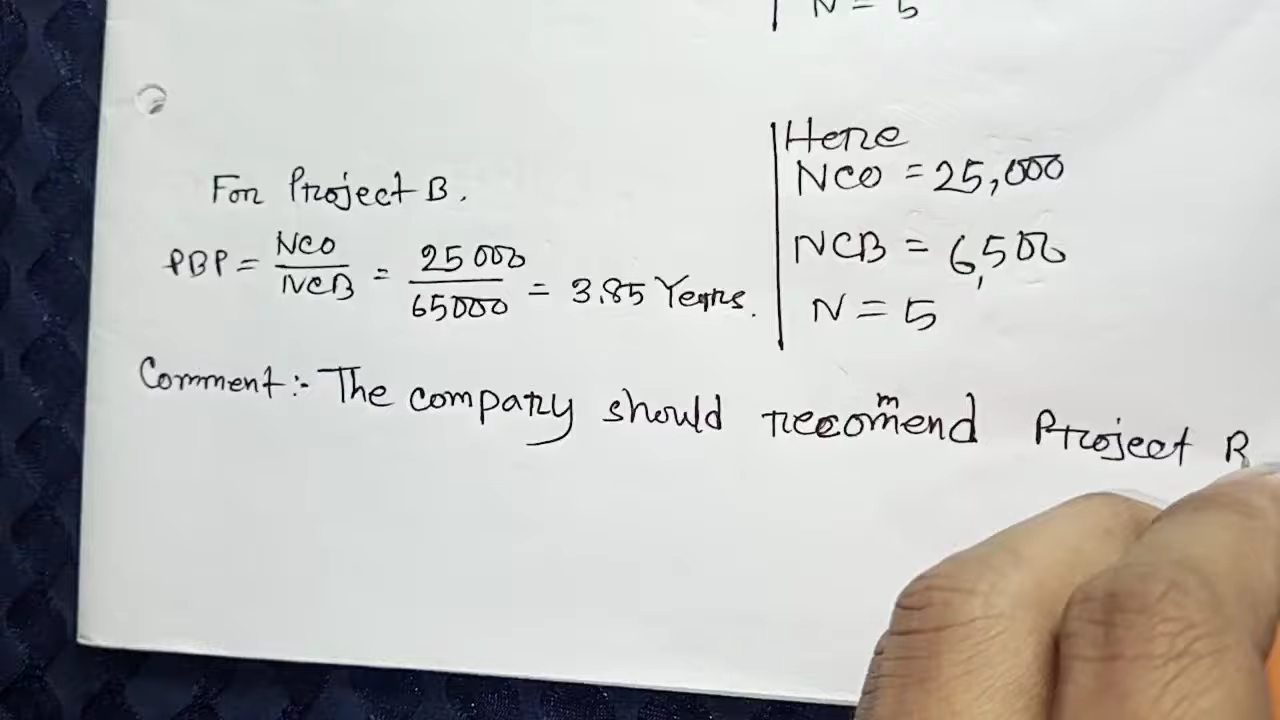 N = 5
Here
NCO = 25,000
For Project B.
NCB = 6,500
PBP = NCO / NCB = 25000 / 65000 = 3.85 Years.
N = 5
Comment:- The company should recommend Project B